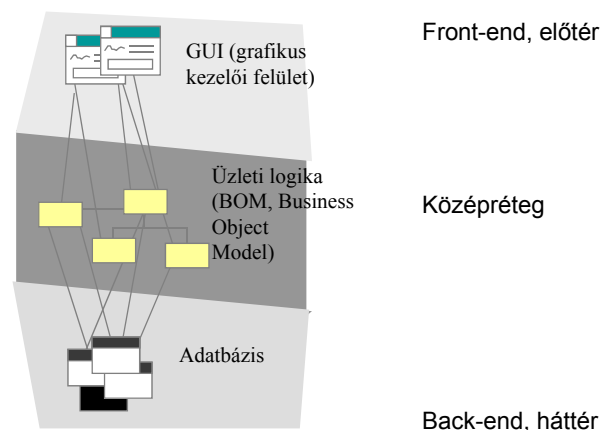 Front-end, előtér
GUI (grafikus
kezelői felület)
Üzleti logika
(BOM, Business
Object
Model)
Középréteg
Adatbázis
Back-end, háttér